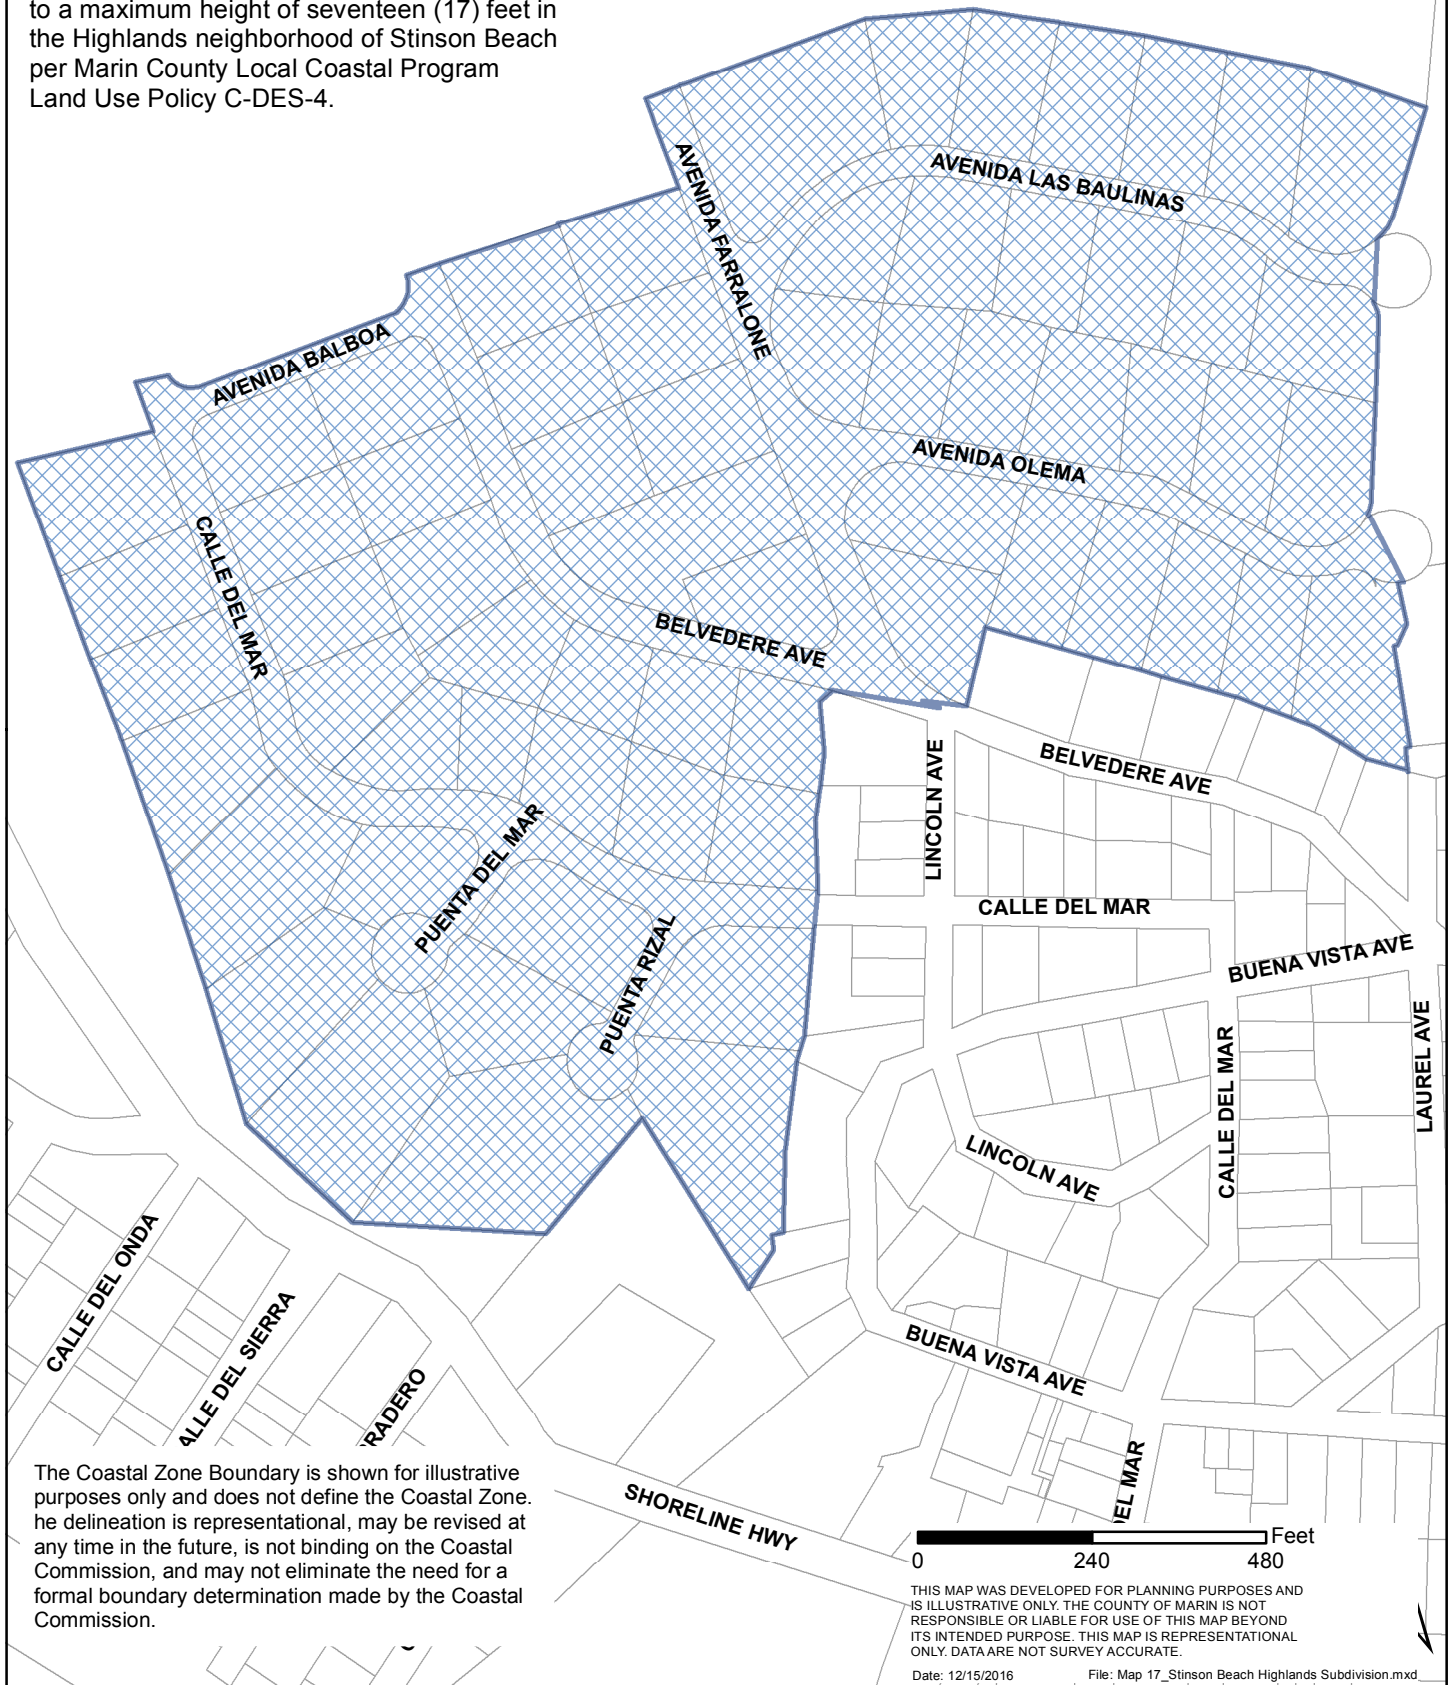 to a maximum height of seventeen (17) feet in
the Highlands neighborhood of Stinson Beach
per Marin County Local Coastal Program
Land Use Policy C-DES-4.
AVENIDA FARRALONE
AVENIDA LAS BAULINAS
AVENIDA BALBOA
AVENIDA OLEMA
CALLE DEL MAR
BELVEDERE AVE
BELVEDERE AVE
LINCOLN AVE
PUENTA DEL MAR
CALLE DEL MAR
PUENTA RIZAL
BUENA VISTA AVE
LAUREL AVE
CALLE DEL MAR
LINCOLN AVE
CALLE DEL ONDA
ALLE DEL SIERRA
RADERO
BUENA VISTA AVE
DEL MAR
SHORELINE HWY
The Coastal Zone Boundary is shown for illustrative
purposes only and does not define the Coastal Zone.
he delineation is representational, may be revised at
any time in the future, is not binding on the Coastal
Commission, and may not eliminate the need for a
formal boundary determination made by the Coastal
Commission.
Feet
0 240 480
THIS MAP WAS DEVELOPED FOR PLANNING PURPOSES AND
IS ILLUSTRATIVE ONLY. THE COUNTY OF MARIN IS NOT
RESPONSIBLE OR LIABLE FOR USE OF THIS MAP BEYOND
ITS INTENDED PURPOSE. THIS MAP IS REPRESENTATIONAL
ONLY. DATA ARE NOT SURVEY ACCURATE.
Date: 12/15/2016 File: Map 17_Stinson Beach Highlands Subdivision.mxd